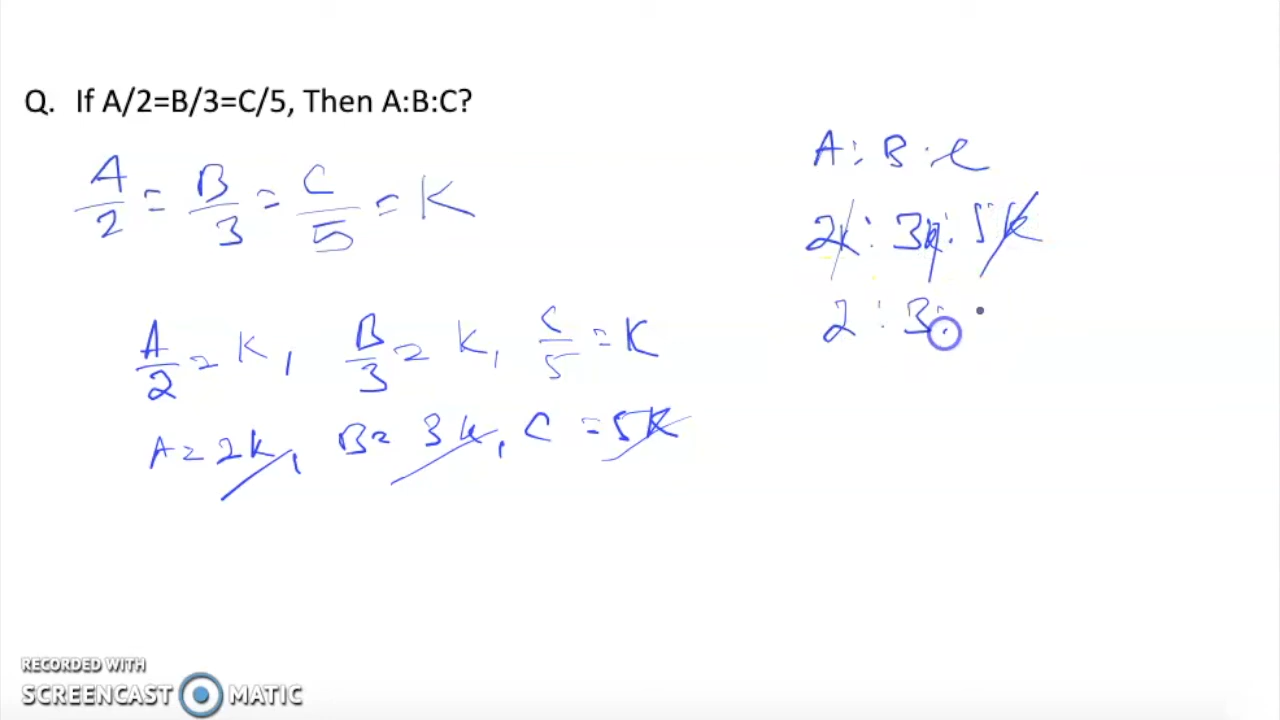 Q. If A/2=B/3=C/5, Then A:B:C?
A/2 = B/3 = C/5 = K
A/2 = K, B/3 = K, C/5 = K
A = 2K, B = 3K, C = 5K
A : B : C
2K : 3K : 5K
2 : 3 :
RECORDED WITH
SCREENCAST MATIC